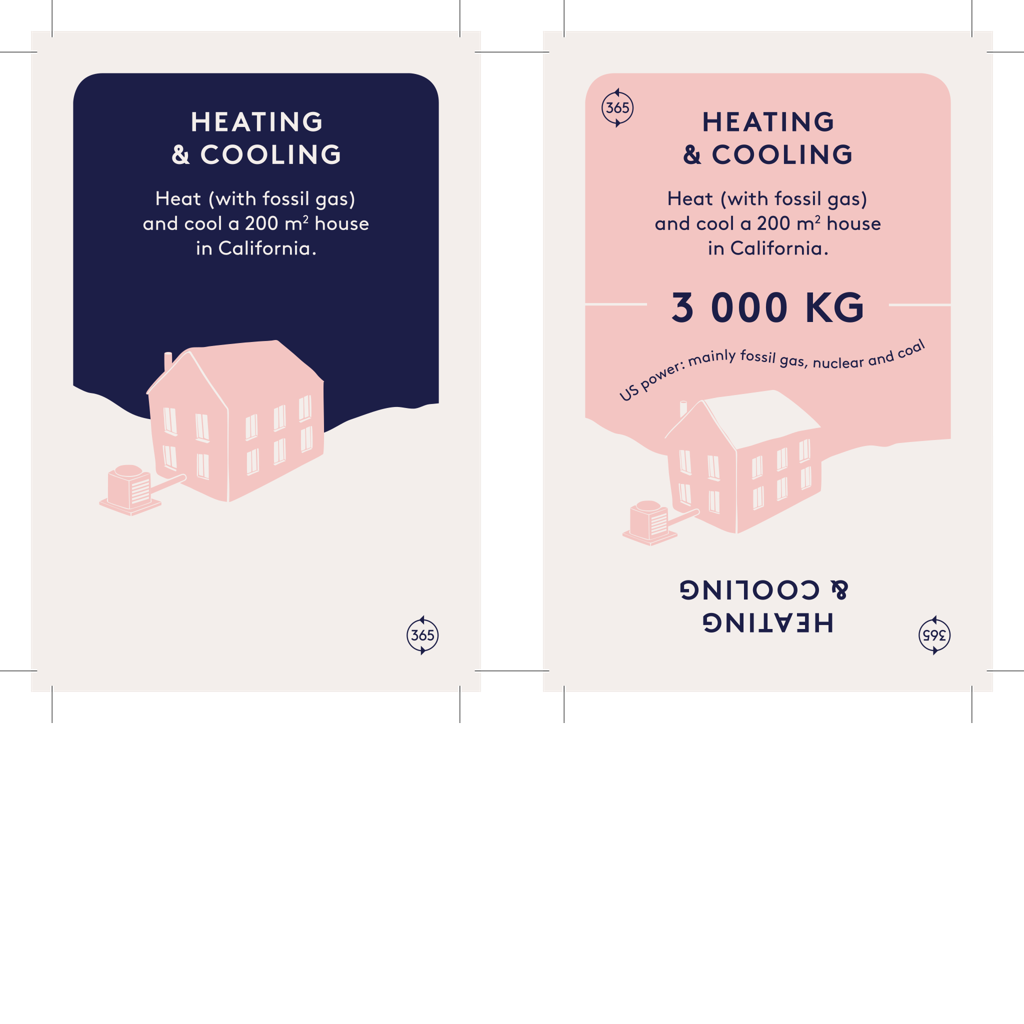 HEATING
& COOLING
Heat (with fossil gas)
and cool a 200 m² house
in California.
365
365
HEATING
& COOLING
Heat (with fossil gas)
and cool a 200 m² house
in California.
3 000 KG
US power: mainly fossil gas, nuclear and coal
HEATING
& COOLING
365